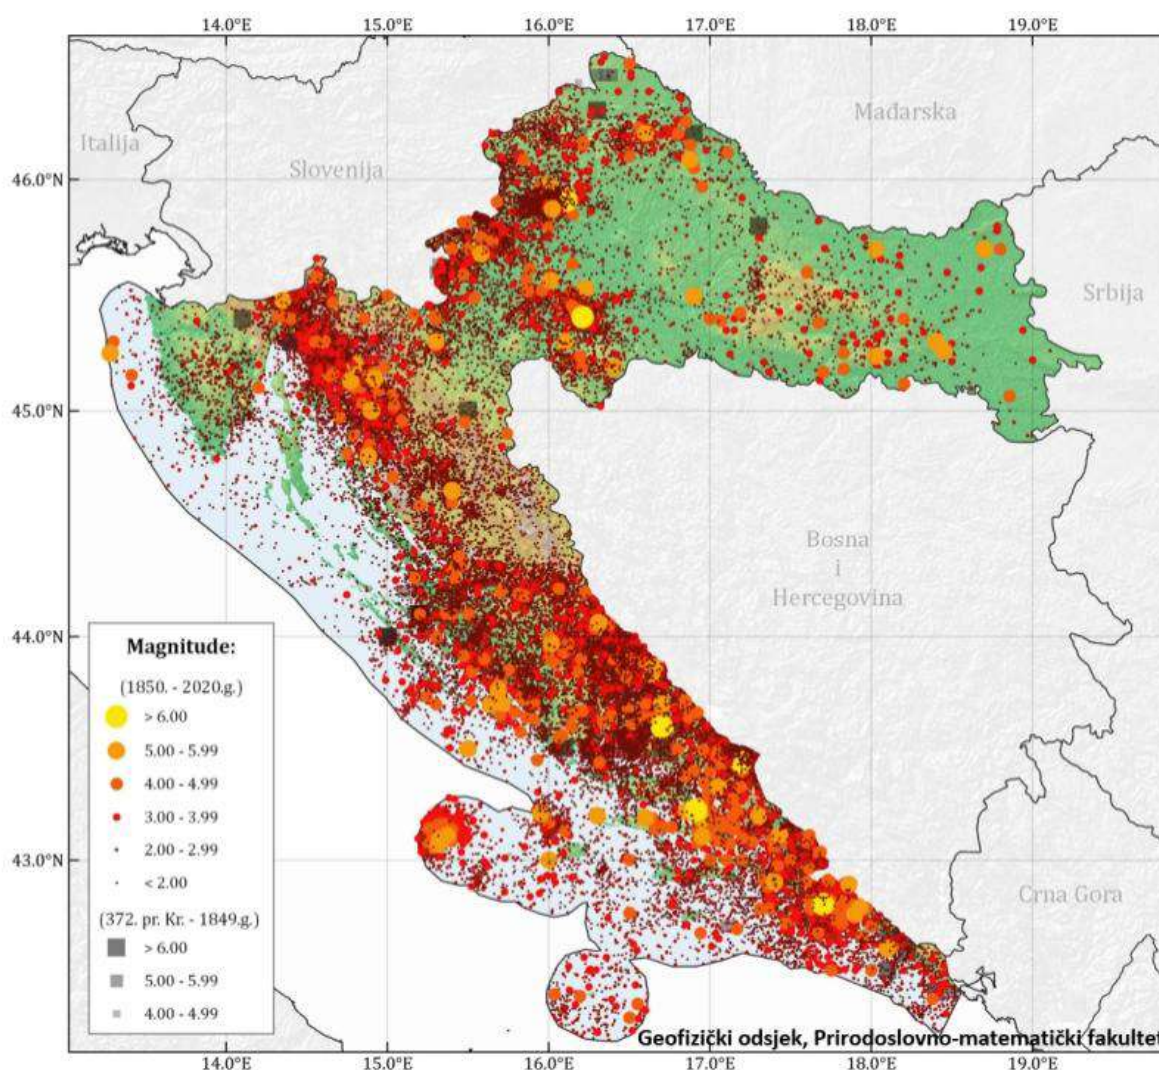 14.0°E 15.0°E 16.0°E 17.0°E 18.0°E 19.0°E
Italija
Slovenija
Mađarska
46.0°N
Srbija
45.0°N
Bosna
i
Hercegovina
44.0°N
Magnitude:
(1850. - 2020.g.)
> 6.00
5.00 - 5.99
4.00 - 4.99
3.00 - 3.99
2.00 - 2.99
< 2.00
(372. pr. Kr. - 1849.g.)
> 6.00
5.00 - 5.99
4.00 - 4.99
43.0°N
Crna Gora
Geofizički odsjek, Prirodoslovno-matematički fakultet
14.0°E 15.0°E 16.0°E 17.0°E 18.0°E 19.0°E